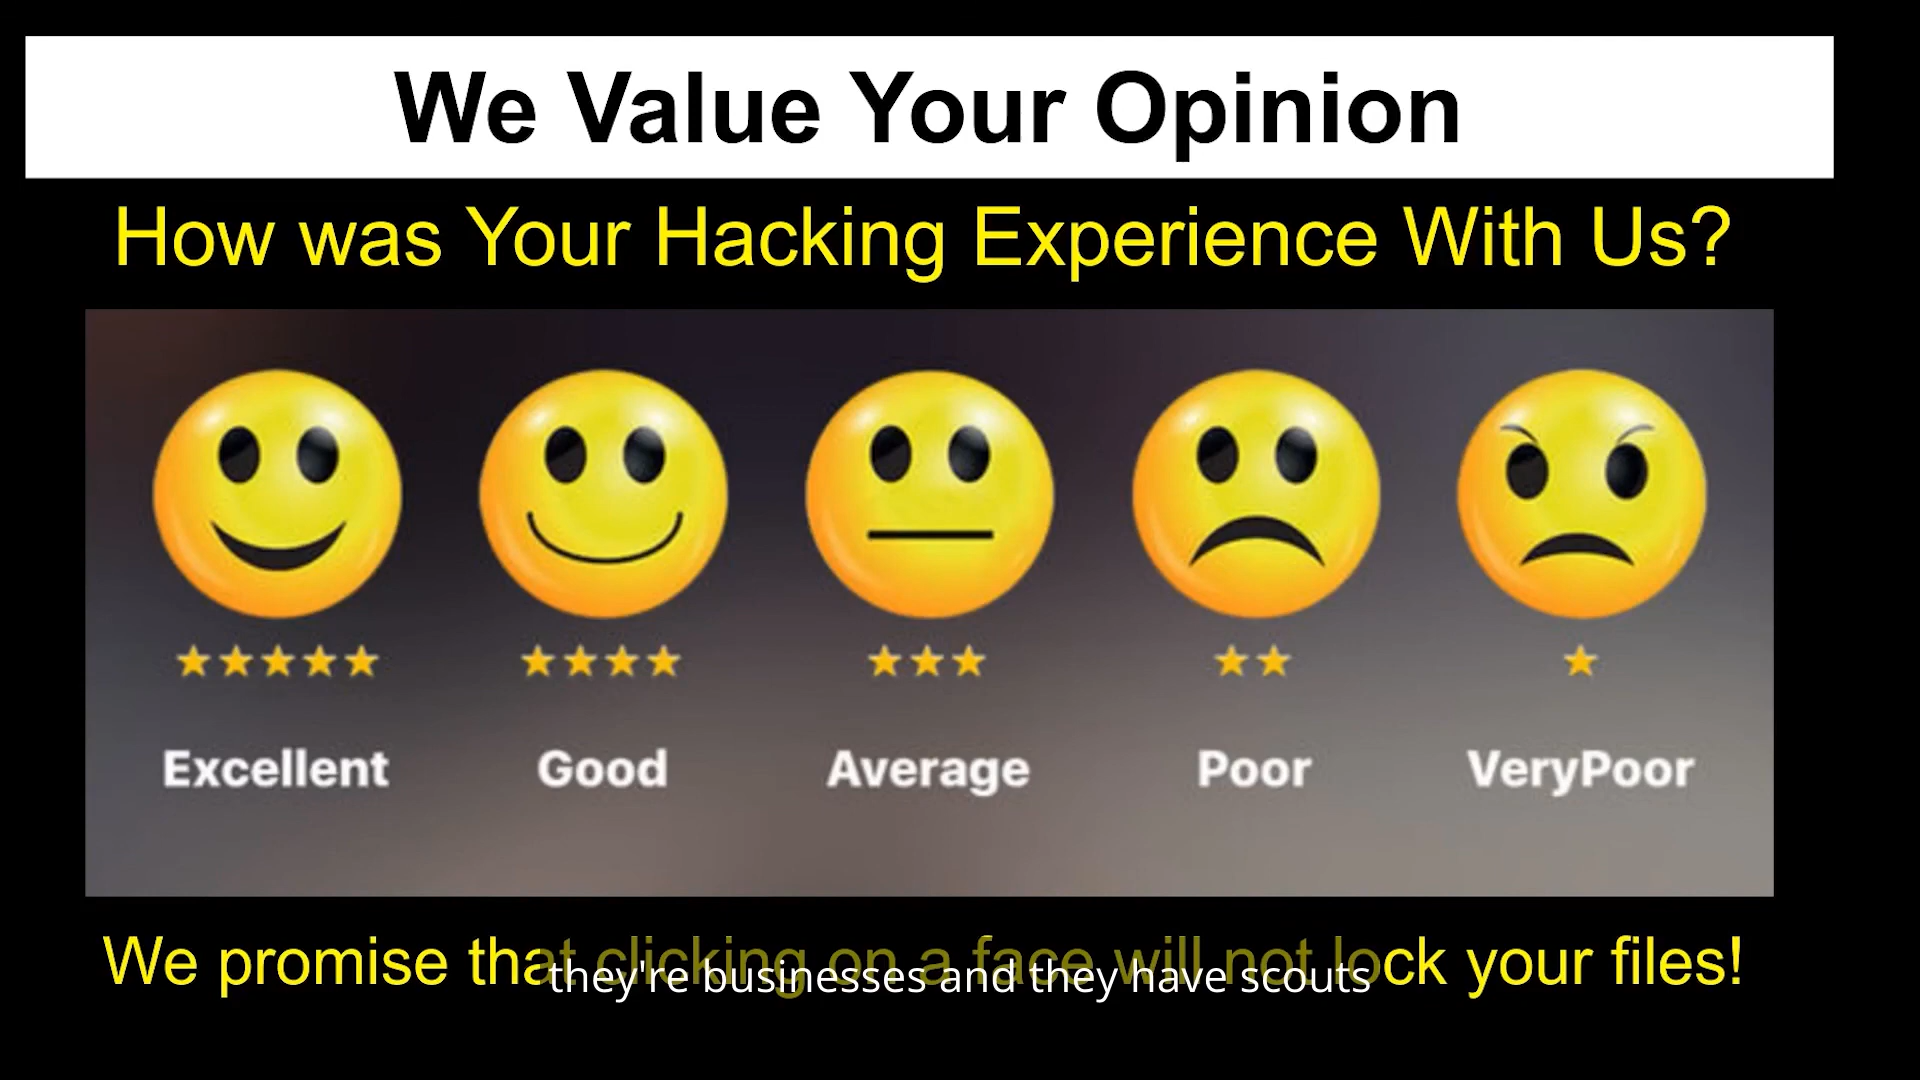 We Value Your Opinion
How was Your Hacking Experience With Us?
Excellent Good Average Poor VeryPoor
We promise that clicking on a face will not lock your files!
they're businesses and they have scouts